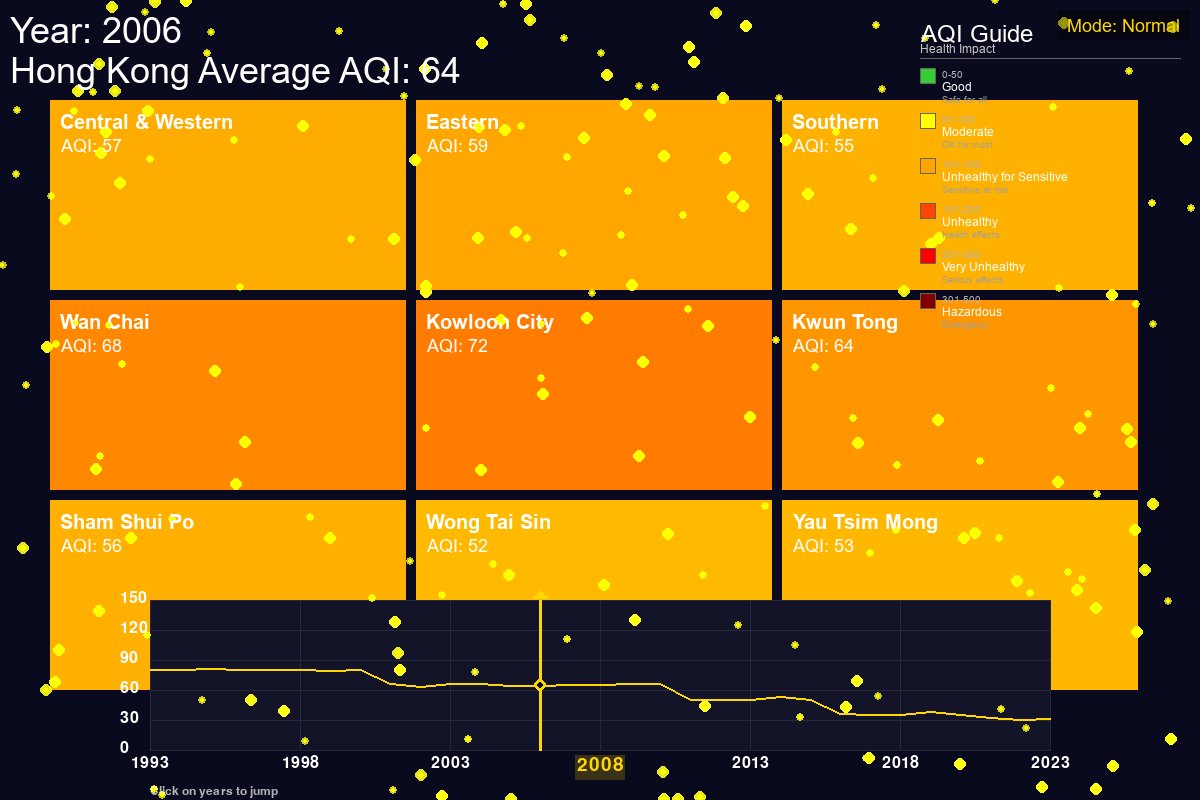 Year: 2006
Hong Kong Average AQI: 64
Mode: Normal
AQI Guide
Health Impact
0-50
Good
Safe for all
Moderate
OK for most
Unhealthy for Sensitive
Sensitive at risk
Unhealthy
Health effects
Very Unhealthy
Serious effects
301-500
Hazardous
Central & Western
AQI: 57
Eastern
AQI: 59
Southern
AQI: 55
Wan Chai
AQI: 68
Kowloon City
AQI: 72
Kwun Tong
AQI: 64
Sham Shui Po
AQI: 56
Wong Tai Sin
AQI: 52
Yau Tsim Mong
AQI: 53
150
120
90
60
30
0
1993 1998 2003 2008 2013 2018 2023
Click on years to jump